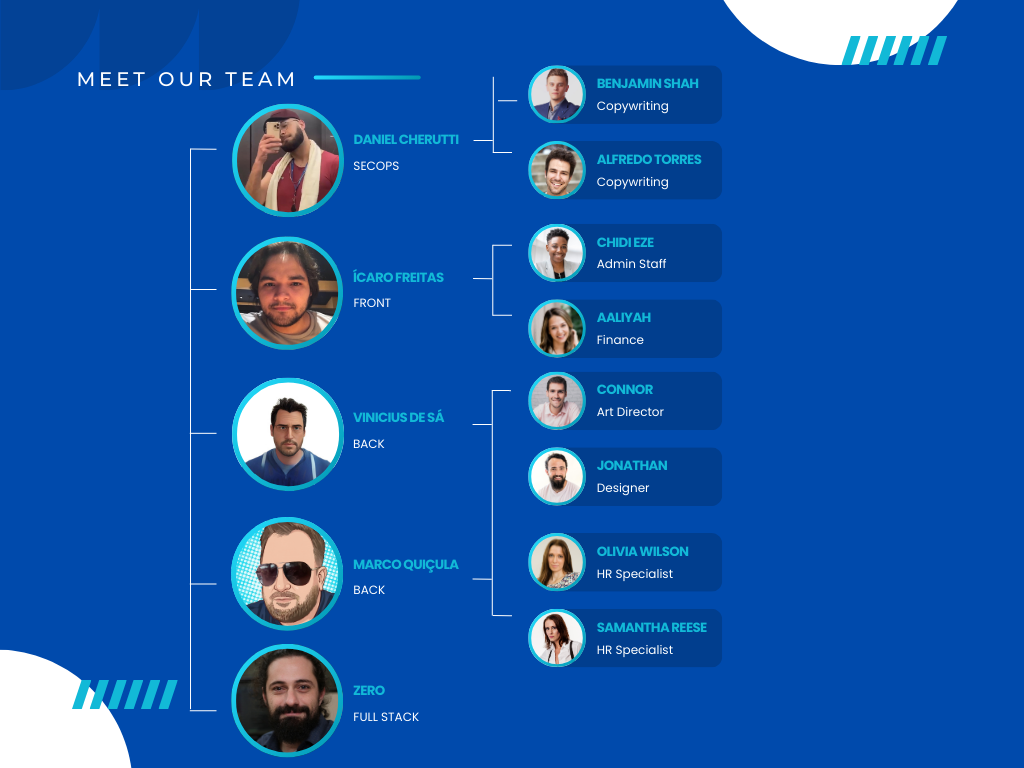 MEET OUR TEAM
DANIEL CHERUTTI
SECOPS
BENJAMIN SHAH
Copywriting
ALFREDO TORRES
Copywriting
ÍCARO FREITAS
FRONT
CHIDI EZE
Admin Staff
AALIYAH
Finance
VINICIUS DE SÁ
BACK
CONNOR
Art Director
JONATHAN
Designer
MARCO QUIÇULA
BACK
OLIVIA WILSON
HR Specialist
SAMANTHA REESE
HR Specialist
ZERO
FULL STACK